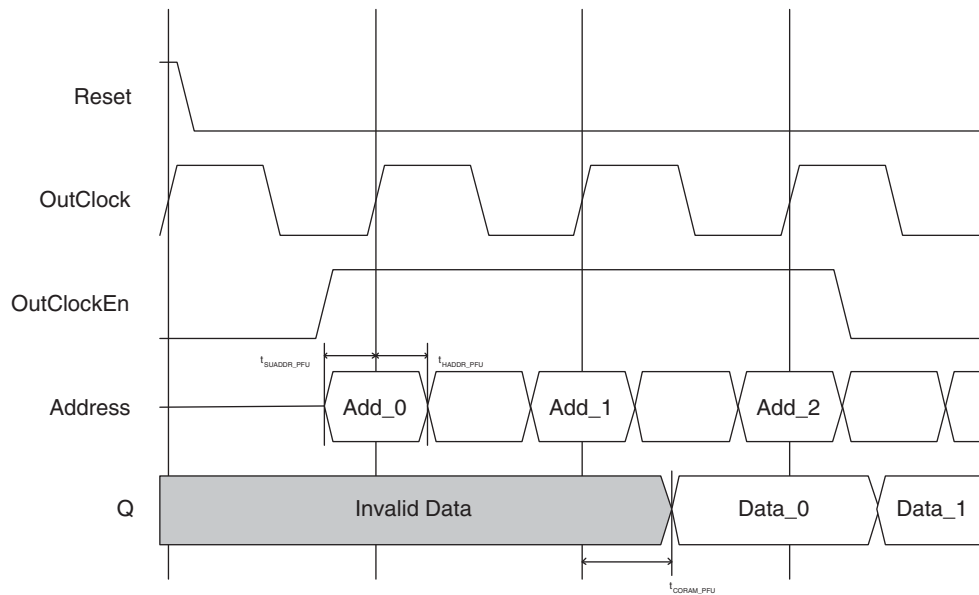 Reset
OutClock
OutClockEn
tSUADDR_PFU tHADDR_PFU
Address Add_0 Add_1 Add_2
Q Invalid Data Data_0 Data_1
tCORAM_PFU